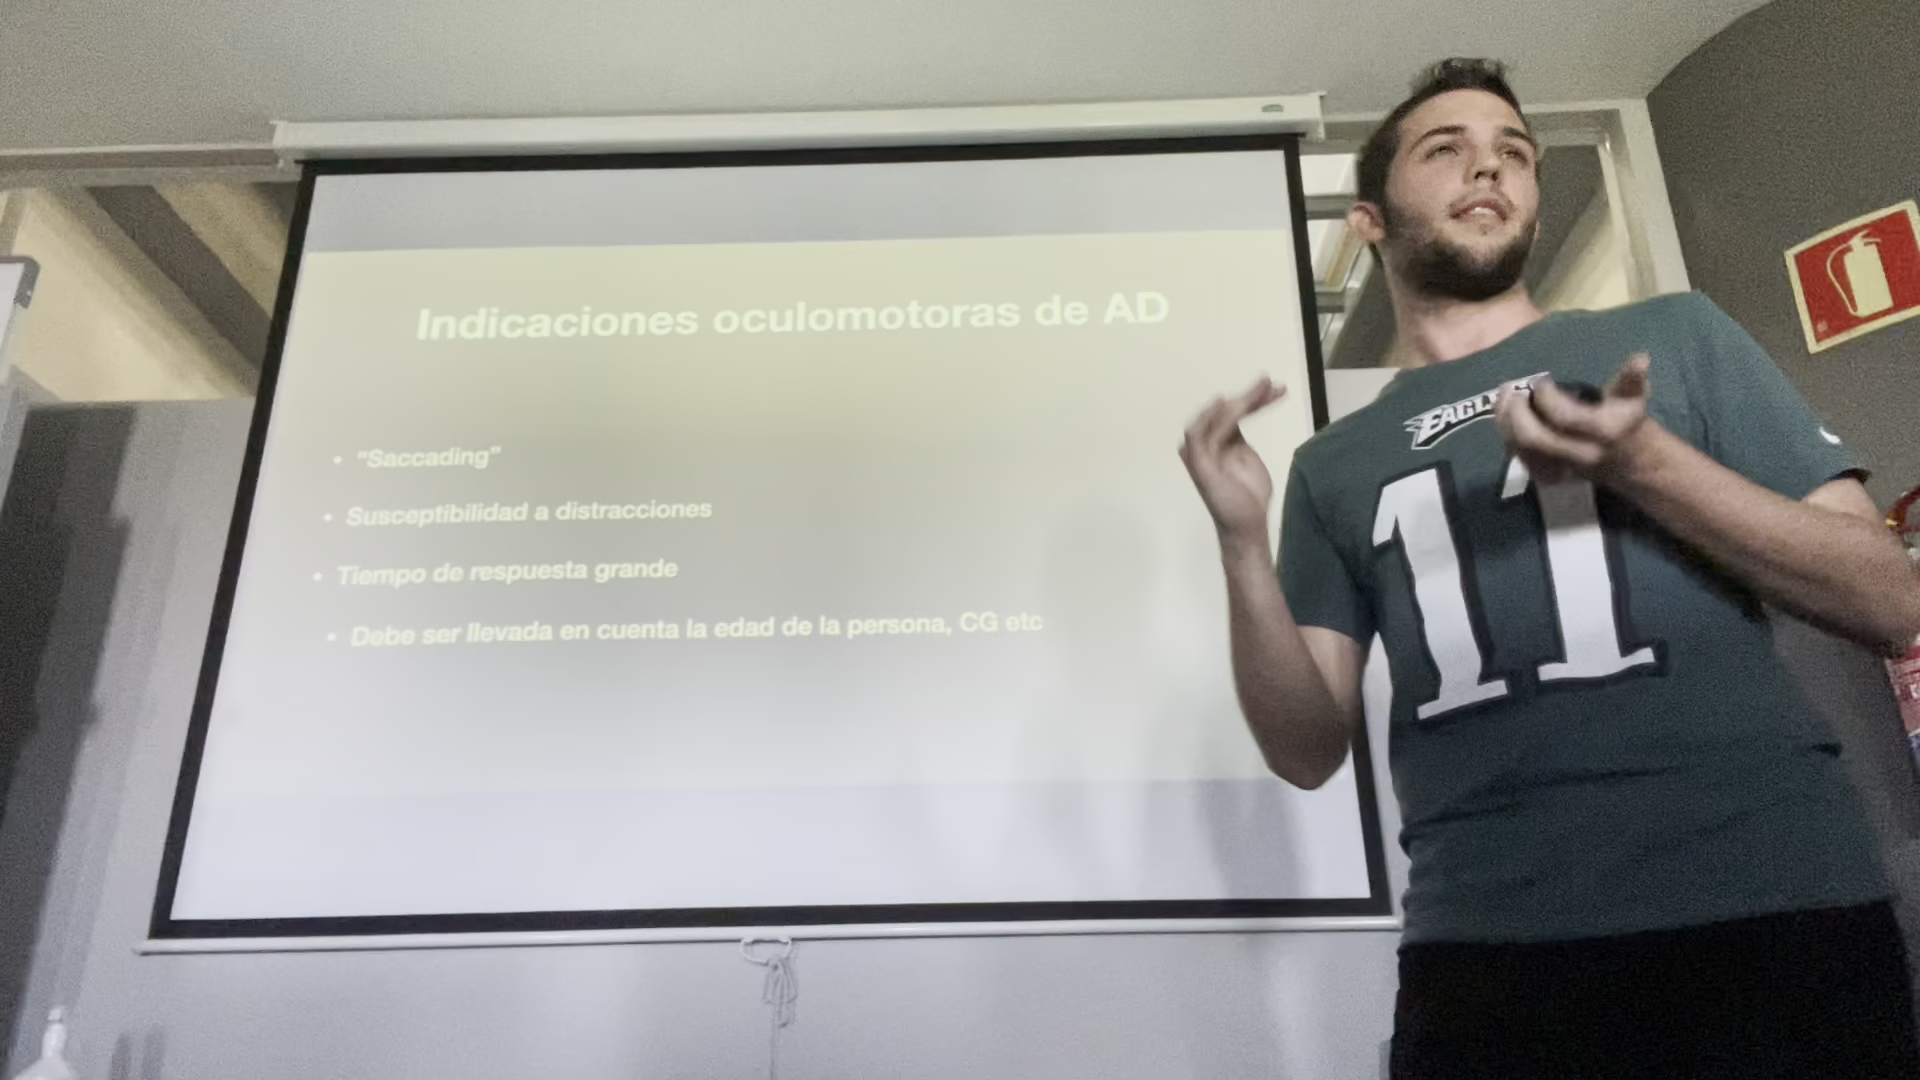 Indicaciones oculomotoras de AD
• "Saccading"
• Susceptibilidad a distracciones
• Tiempo de respuesta grande
• Debe ser llevada en cuenta la edad de la persona, CG etc
EAGLES
11